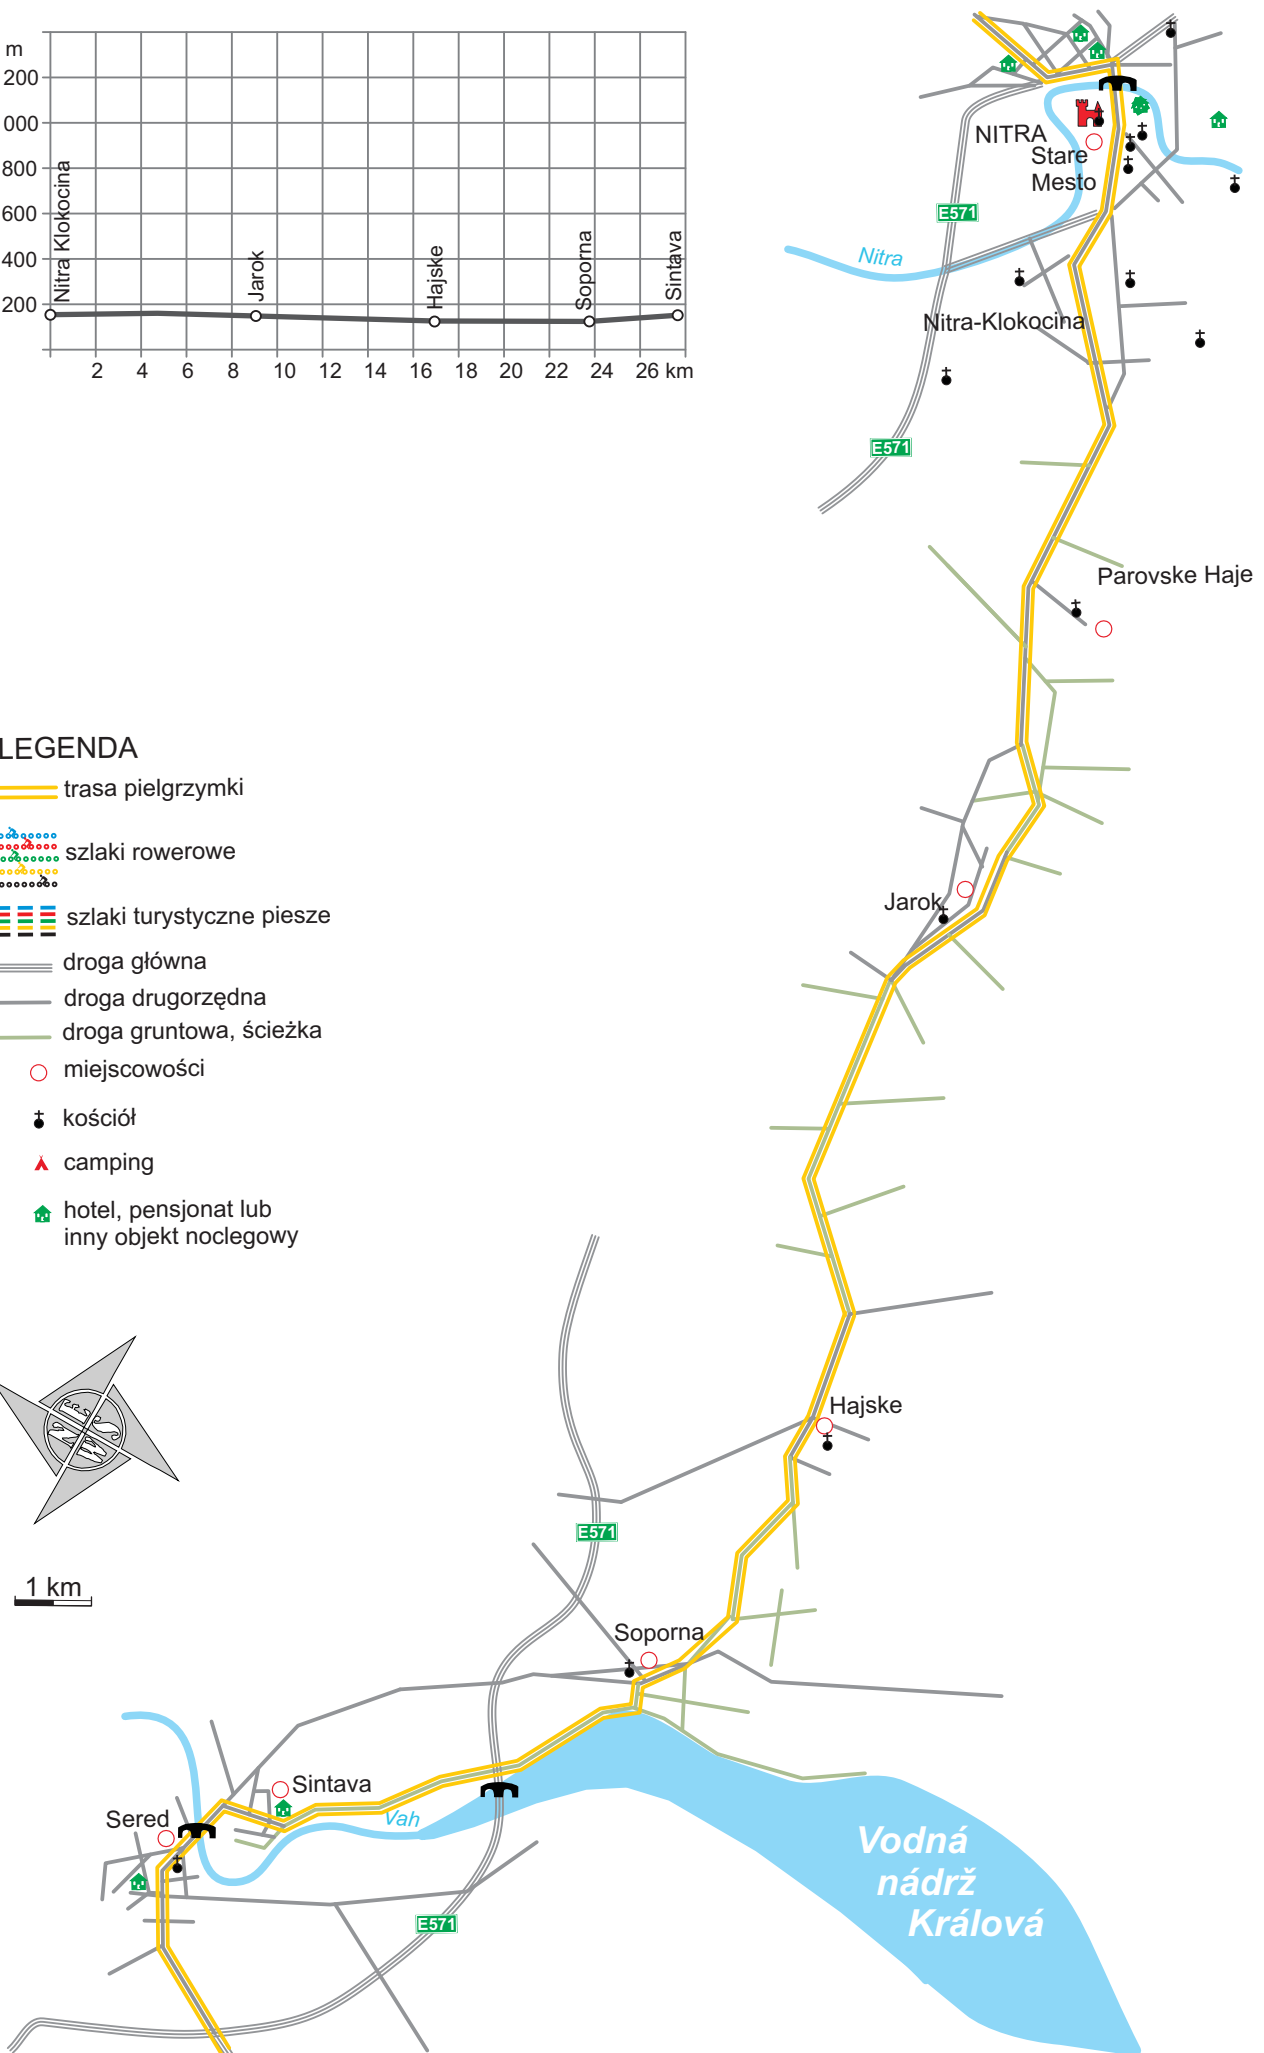 m
200
000
800
600
400
200
Nitra Klokocina
Jarok
Hajske
Soporna
Sintava
2 4 6 8 10 12 14 16 18 20 22 24 26 km
NITRA
Stare
Mesto
E571
Nitra
Nitra-Klokocina
E571
Parovske Haje
LEGENDA
trasa pielgrzymki
szlaki rowerowe
szlaki turystyczne piesze
droga główna
droga drugorzędna
droga gruntowa, ścieżka
miejscowości
kościół
camping
hotel, pensjonat lub
inny objekt noclegowy
Jarok
N E
W S
Hajske
E571
1 km
Soporna
Sintava
Sered
Vah
Vodná
nádrž
Králová
E571